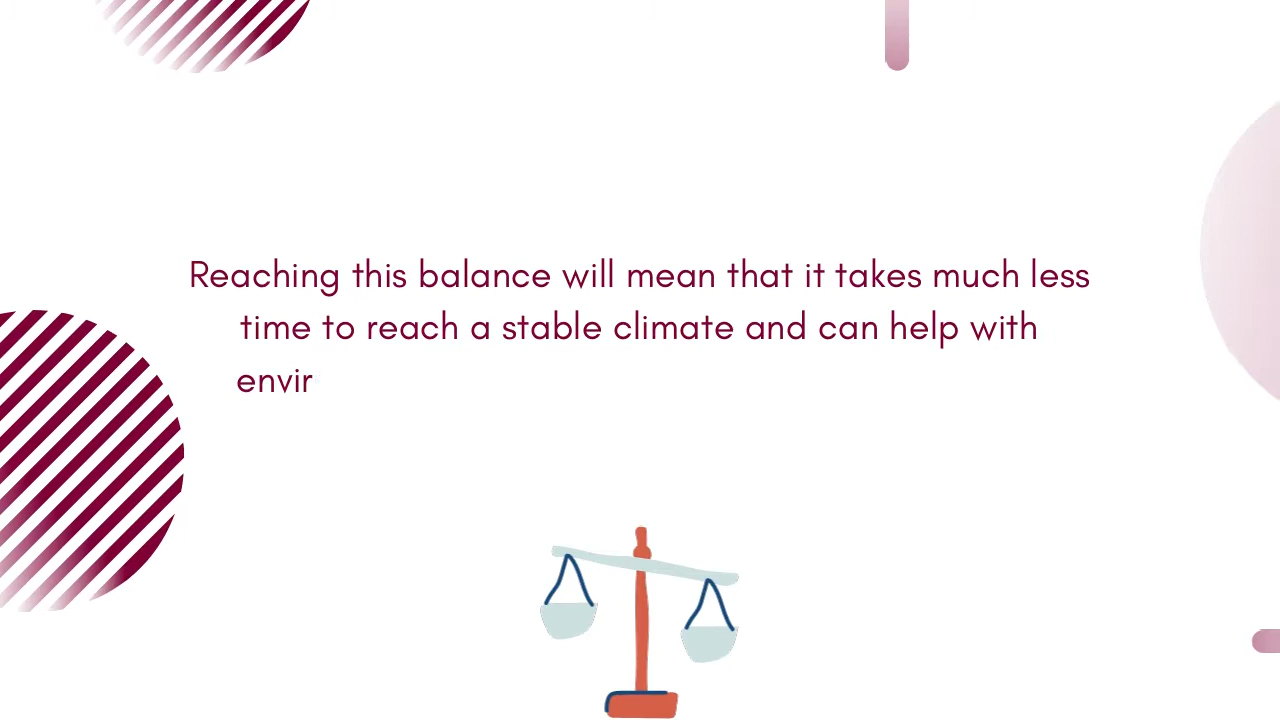 Reaching this balance will mean that it takes much less
time to reach a stable climate and can help with
envir